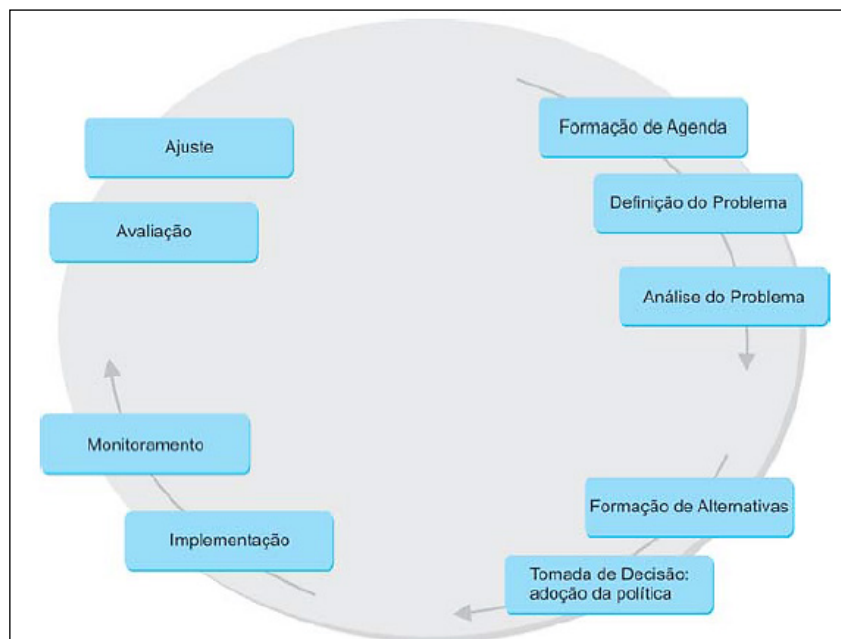 Formação de Agenda
Definição do Problema
Análise do Problema
Formação de Alternativas
Tomada de Decisão:
adoção da política
Implementação
Monitoramento
Avaliação
Ajuste